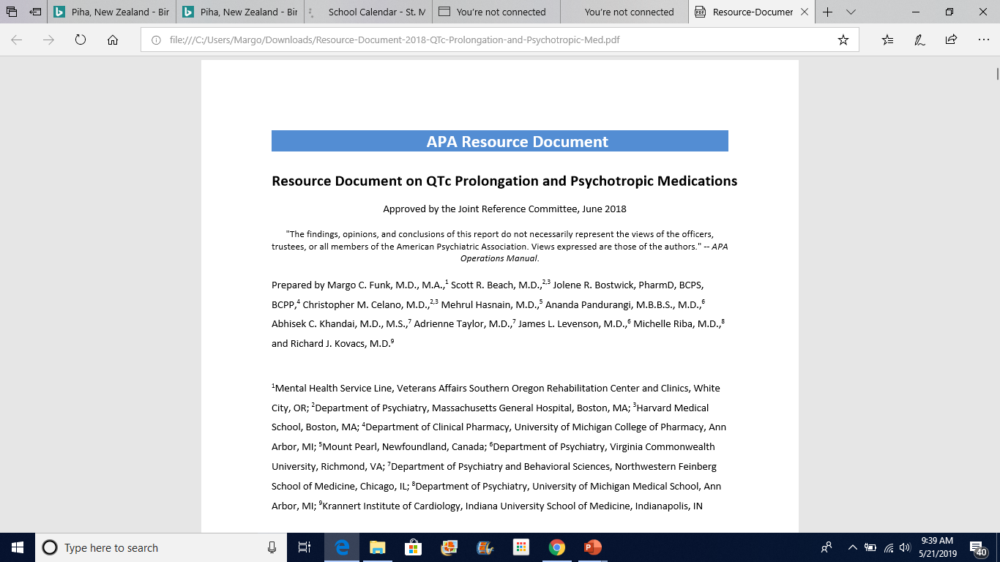 Piha, New Zealand - Bir
Piha, New Zealand - Bir
School Calendar - St. M
You're not connected
You're not connected
Resource-Documer
file:///C:/Users/Margo/Downloads/Resource-Document-2018-QTc-Prolongation-and-Psychotropic-Med.pdf
APA Resource Document
Resource Document on QTc Prolongation and Psychotropic Medications
Approved by the Joint Reference Committee, June 2018
"The findings, opinions, and conclusions of this report do not necessarily represent the views of the officers,
trustees, or all members of the American Psychiatric Association. Views expressed are those of the authors." -- APA
Operations Manual.
Prepared by Margo C. Funk, M.D., M.A.,¹ Scott R. Beach, M.D.,²,³ Jolene R. Bostwick, PharmD, BCPS,
BCPP,⁴ Christopher M. Celano, M.D.,²,³ Mehrul Hasnain, M.D.,⁵ Ananda Pandurangi, M.B.B.S., M.D.,⁶
Abhisek C. Khandai, M.D., M.S.,⁷ Adrienne Taylor, M.D.,⁷ James L. Levenson, M.D.,⁶ Michelle Riba, M.D.,⁸
and Richard J. Kovacs, M.D.⁹
¹Mental Health Service Line, Veterans Affairs Southern Oregon Rehabilitation Center and Clinics, White
City, OR; ²Department of Psychiatry, Massachusetts General Hospital, Boston, MA; ³Harvard Medical
School, Boston, MA; ⁴Department of Clinical Pharmacy, University of Michigan College of Pharmacy, Ann
Arbor, MI; ⁵Mount Pearl, Newfoundland, Canada; ⁶Department of Psychiatry, Virginia Commonwealth
University, Richmond, VA; ⁷Department of Psychiatry and Behavioral Sciences, Northwestern Feinberg
School of Medicine, Chicago, IL; ⁸Department of Psychiatry, University of Michigan Medical School, Ann
Arbor, MI; ⁹Krannert Institute of Cardiology, Indiana University School of Medicine, Indianapolis, IN
Type here to search
9:39 AM
5/21/2019
40